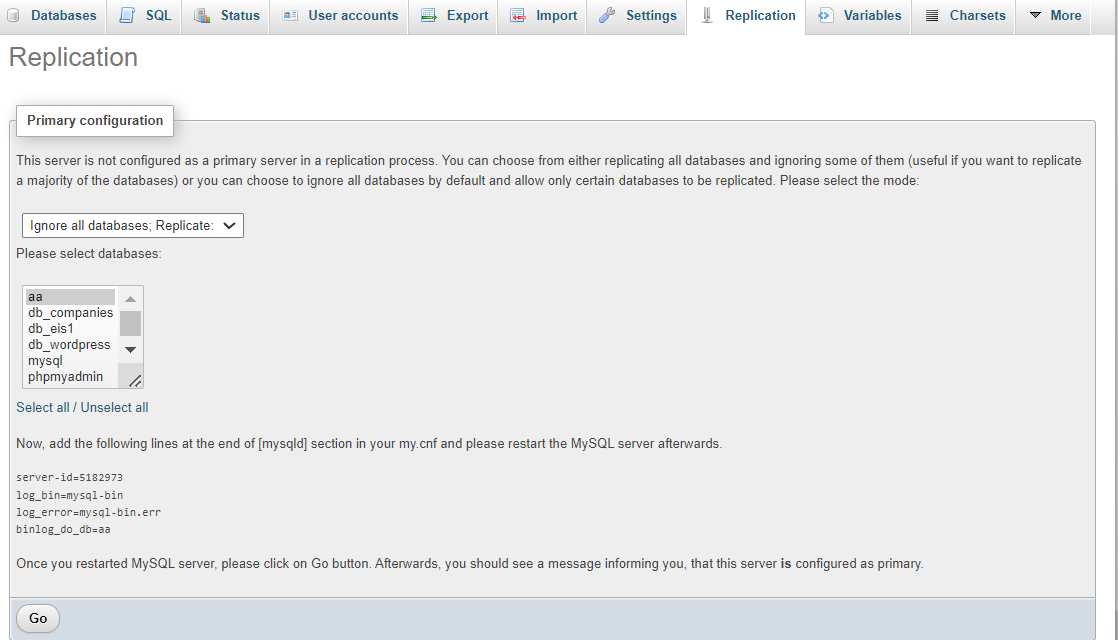 Databases SQL Status User accounts Export Import Settings Replication Variables Charsets More
Replication
Primary configuration
This server is not configured as a primary server in a replication process. You can choose from either replicating all databases and ignoring some of them (useful if you want to replicate
a majority of the databases) or you can choose to ignore all databases by default and allow only certain databases to be replicated. Please select the mode:
Ignore all databases; Replicate:
Please select databases:
aa
db_companies
db_eis1
db_wordpress
mysql
phpmyadmin
Select all / Unselect all
Now, add the following lines at the end of [mysqld] section in your my.cnf and please restart the MySQL server afterwards.
server-id=5182973
log_bin=mysql-bin
log_error=mysql-bin.err
binlog_do_db=aa
Once you restarted MySQL server, please click on Go button. Afterwards, you should see a message informing you, that this server is configured as primary.
Go